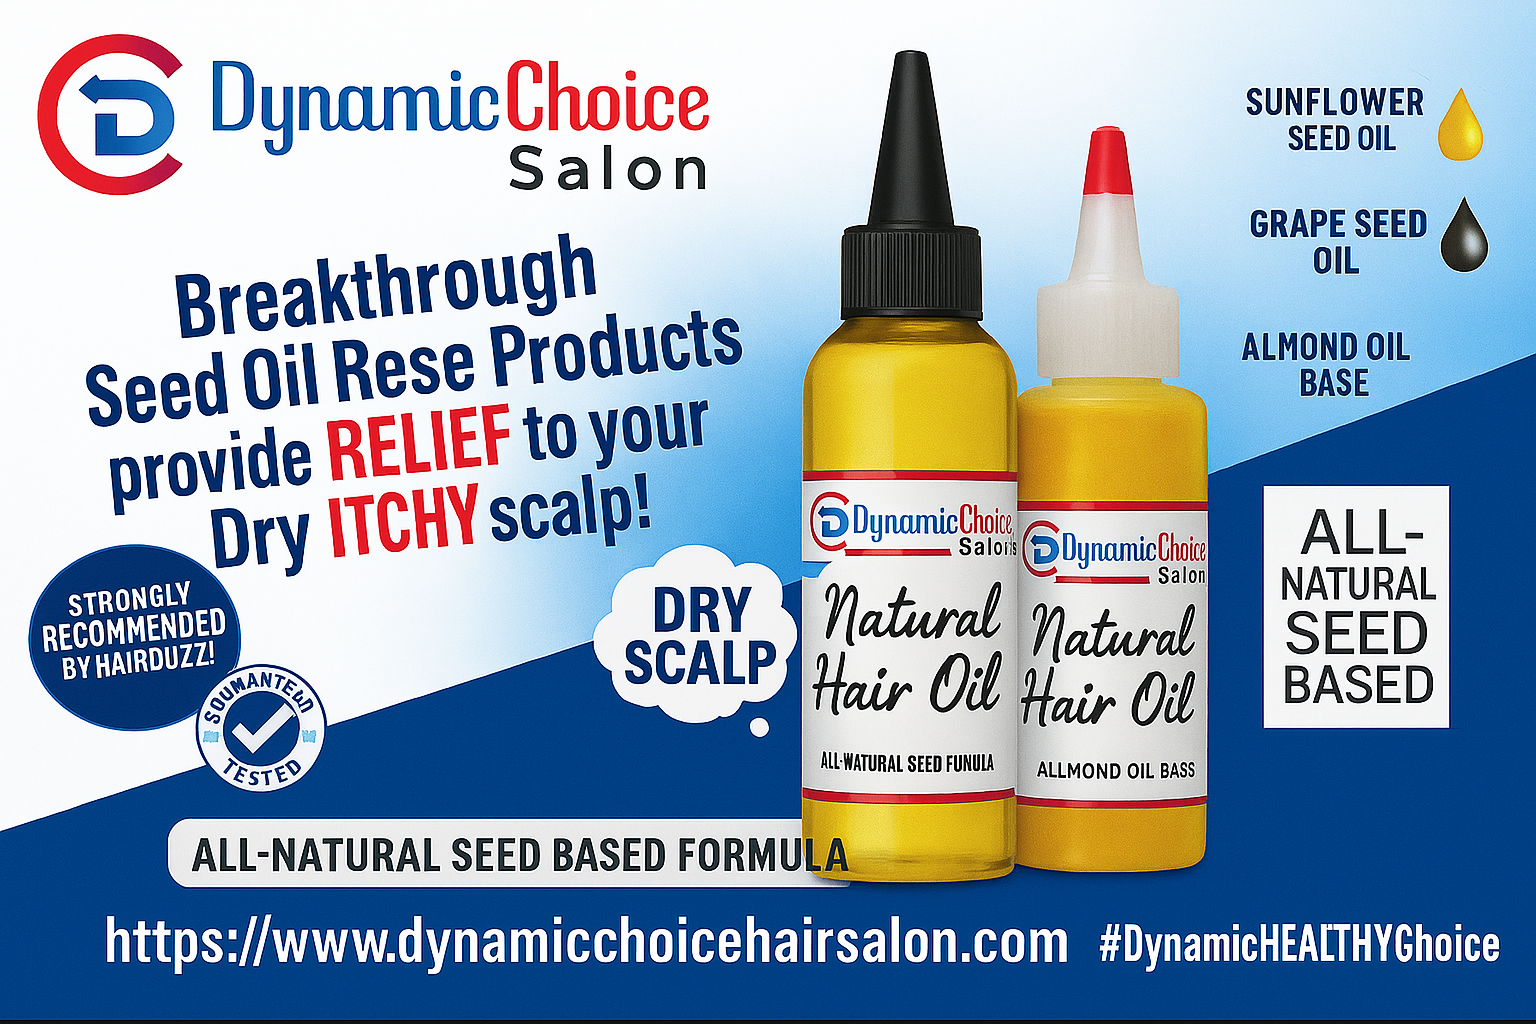 DynamicChoice
Salon
Breakthrough
Seed Oil Rese Products
provide RELIEF to your
Dry ITCHY scalp!
STRONGLY
RECOMMENDED
BY HAIRDUZZ!
TESTED
DRY
SCALP
DynamicChoice
Salon's
Natural
Hair Oil
ALL-WATURAL SEED FUNULA
DynamicChoice
Salon
Natural
Hair Oil
ALLMOND OIL BASS
SUNFLOWER
SEED OIL
GRAPE SEED
OIL
ALMOND OIL
BASE
ALL-
NATURAL
SEED
BASED
ALL-NATURAL SEED BASED FORMULA
https://www.dynamicchoicehairsalon.com
#DynamicHEALTHYGhoice